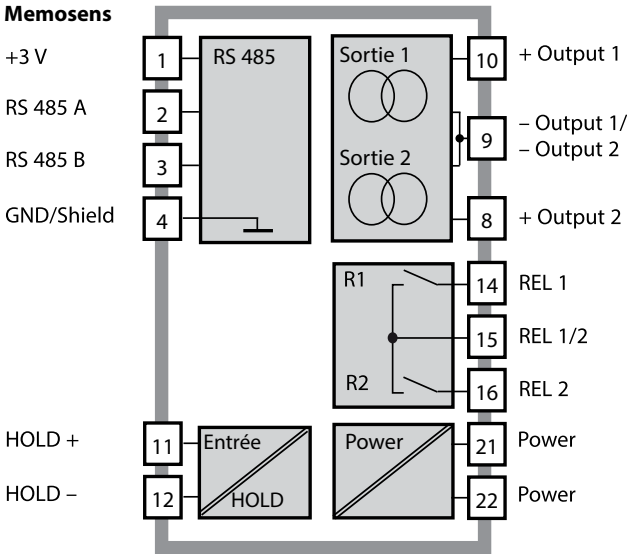 Memosens
+3 V
1
RS 485
RS 485 A
2
RS 485 B
3
GND/Shield
4
Sortie 1
10
+ Output 1
9
– Output 1/
– Output 2
Sortie 2
8
+ Output 2
R1
14
REL 1
15
REL 1/2
R2
16
REL 2
HOLD +
11
Entrée
HOLD –
12
HOLD
Power
21
Power
22
Power